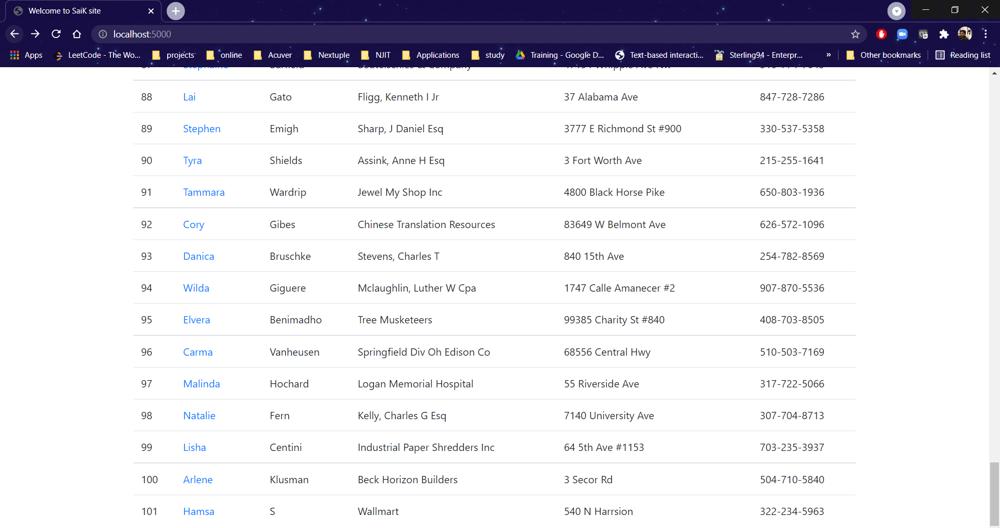 Welcome to SaiK site
localhost:5000
Apps LeetCode - The Wo... projects online Acuver Nextuple NJIT Applications study Training - Google D... Text-based interacti... Sterling94 - Enterpr... » Other bookmarks Reading list
88 Lai Gato Fligg, Kenneth I Jr 37 Alabama Ave 847-728-7286
89 Stephen Emigh Sharp, J Daniel Esq 3777 E Richmond St #900 330-537-5358
90 Tyra Shields Assink, Anne H Esq 3 Fort Worth Ave 215-255-1641
91 Tammara Wardrip Jewel My Shop Inc 4800 Black Horse Pike 650-803-1936
92 Cory Gibes Chinese Translation Resources 83649 W Belmont Ave 626-572-1096
93 Danica Bruschke Stevens, Charles T 840 15th Ave 254-782-8569
94 Wilda Giguere Mclaughlin, Luther W Cpa 1747 Calle Amanecer #2 907-870-5536
95 Elvera Benimadho Tree Musketeers 99385 Charity St #840 408-703-8505
96 Carma Vanheusen Springfield Div Oh Edison Co 68556 Central Hwy 510-503-7169
97 Malinda Hochard Logan Memorial Hospital 55 Riverside Ave 317-722-5066
98 Natalie Fern Kelly, Charles G Esq 7140 University Ave 307-704-8713
99 Lisha Centini Industrial Paper Shredders Inc 64 5th Ave #1153 703-235-3937
100 Arlene Klusman Beck Horizon Builders 3 Secor Rd 504-710-5840
101 Hamsa S Wallmart 540 N Harrsion 322-234-5963